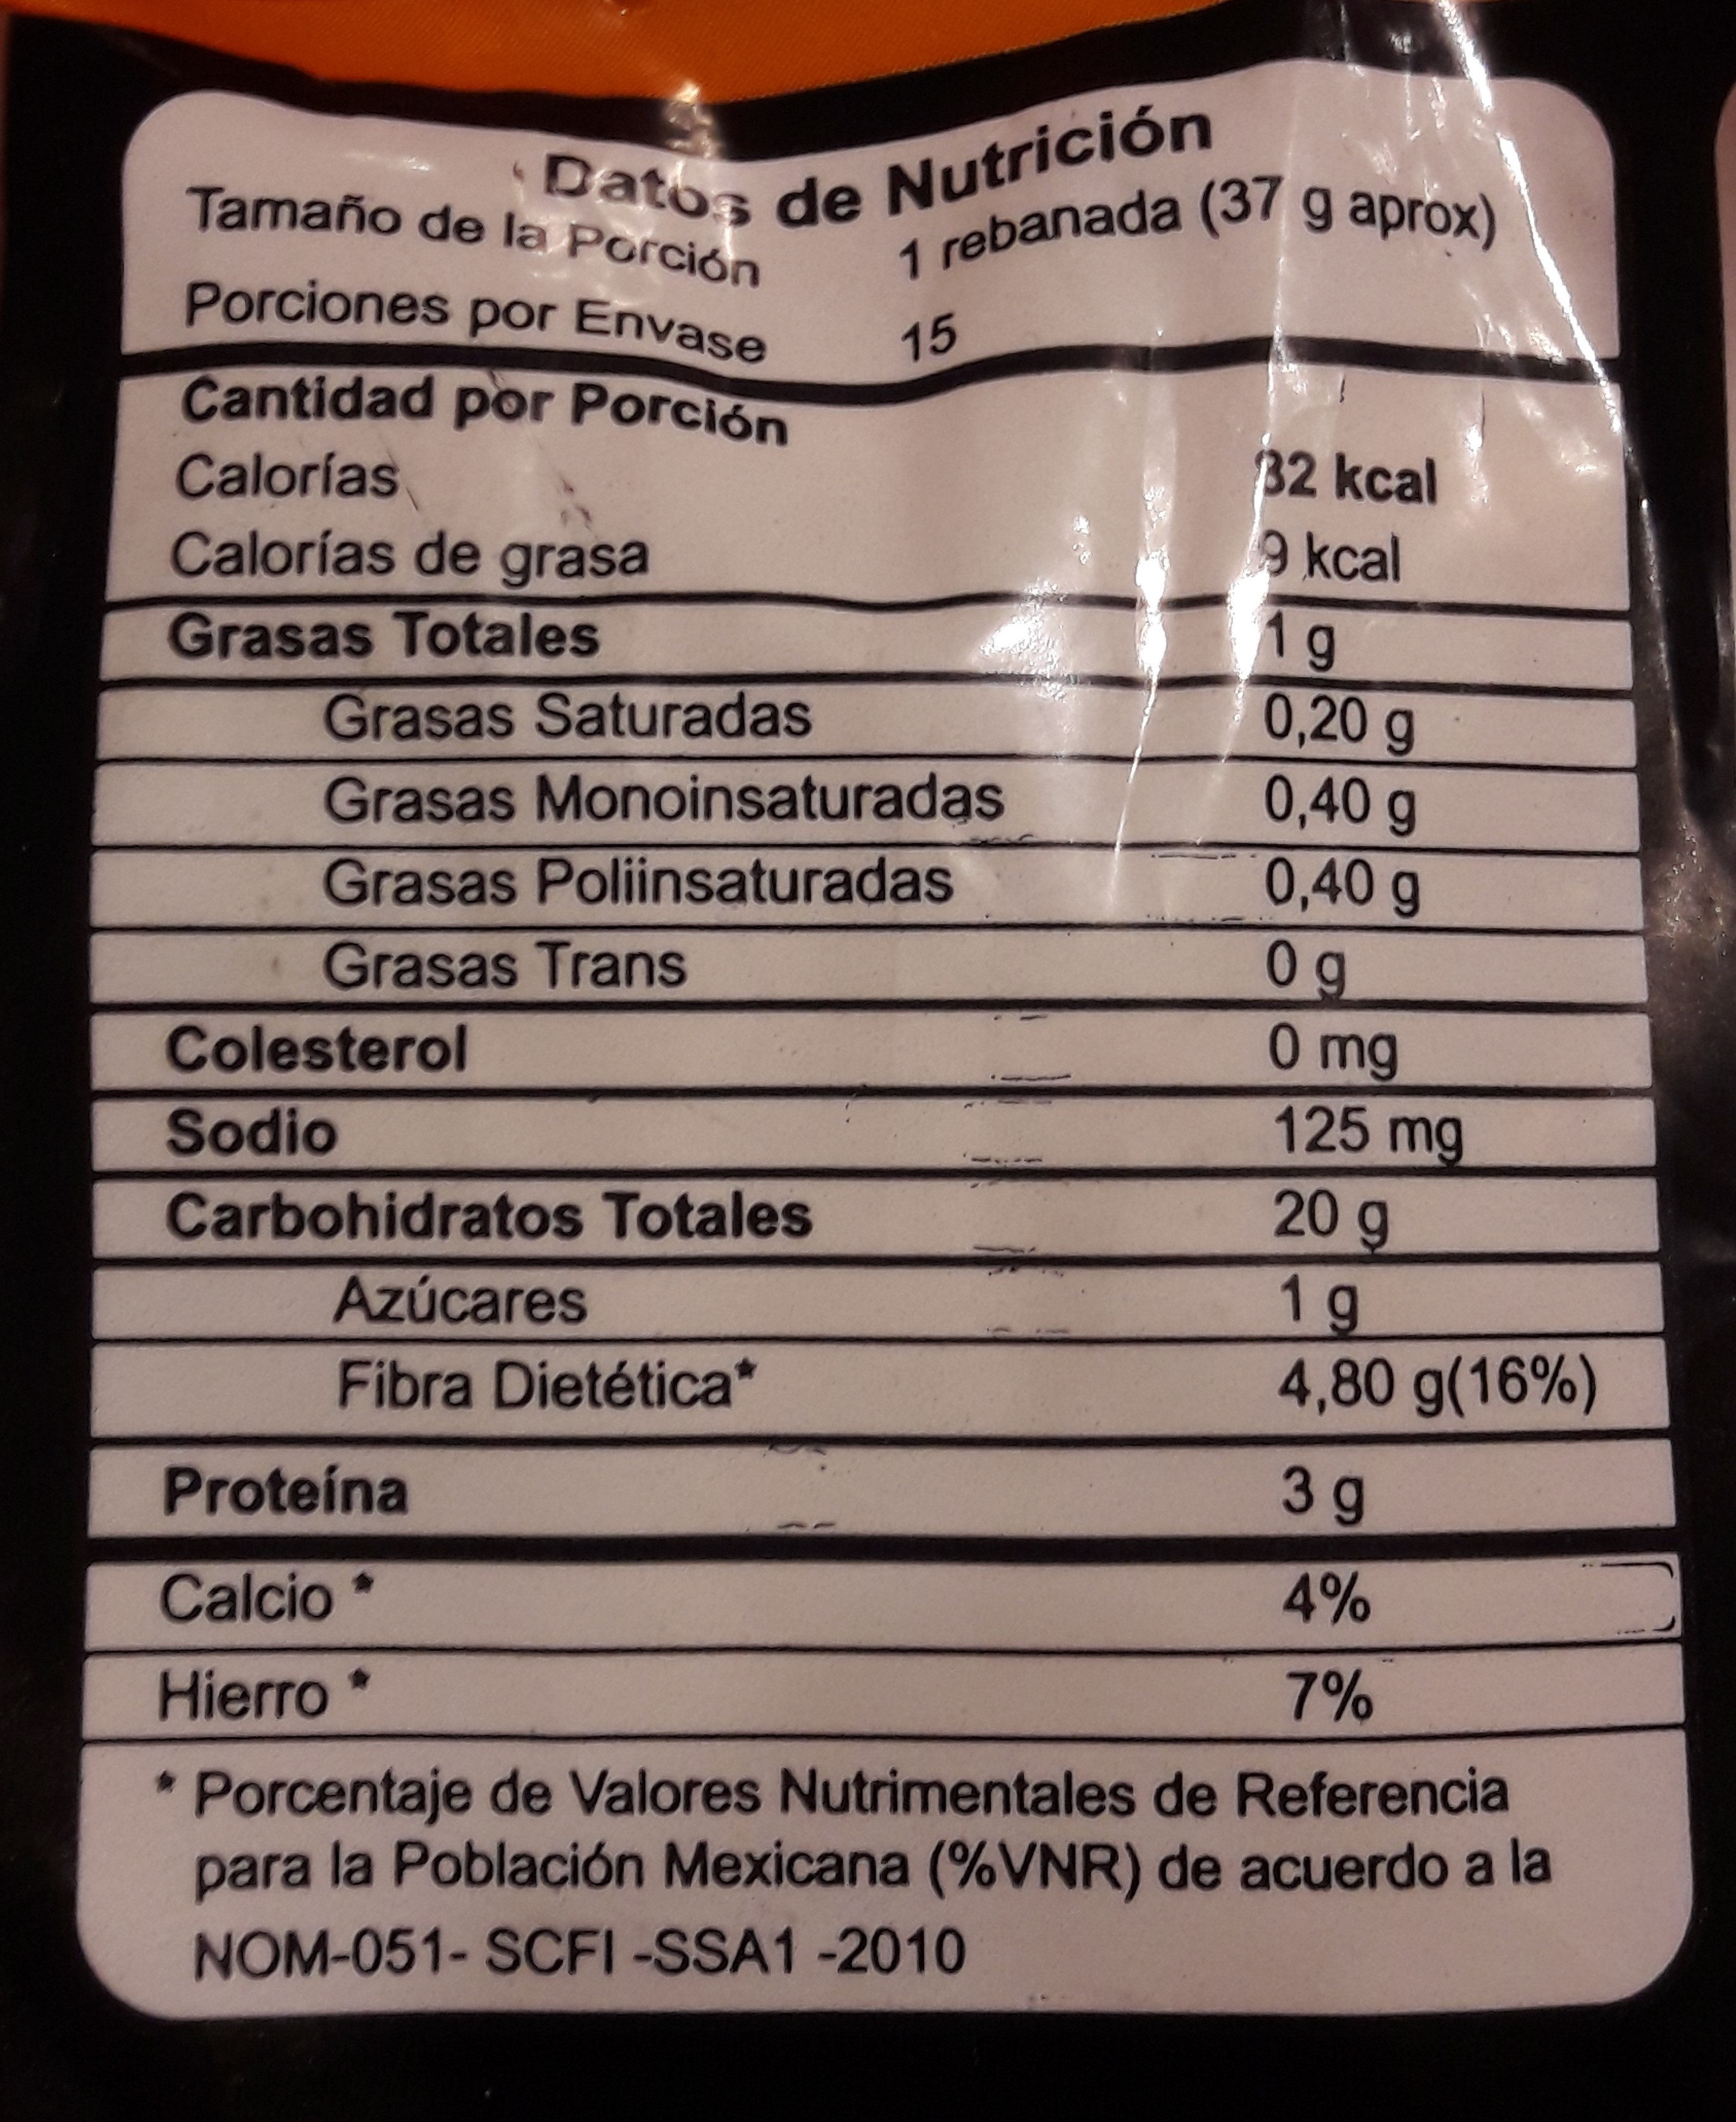 Datos de Nutrición
Tamaño de la Porción 1 rebanada (37 g aprox)
Porciones por Envase 15
Cantidad por Porción
Calorías 82 kcal
Calorías de grasa 9 kcal
Grasas Totales 1 g
Grasas Saturadas 0,20 g
Grasas Monoinsaturadas 0,40 g
Grasas Poliinsaturadas 0,40 g
Grasas Trans 0 g
Colesterol 0 mg
Sodio 125 mg
Carbohidratos Totales 20 g
Azúcares 1 g
Fibra Dietética* 4,80 g(16%)
Proteína 3 g
Calcio * 4%
Hierro * 7%
* Porcentaje de Valores Nutrimentales de Referencia
para la Población Mexicana (%VNR) de acuerdo a la
NOM-051- SCFI -SSA1 -2010